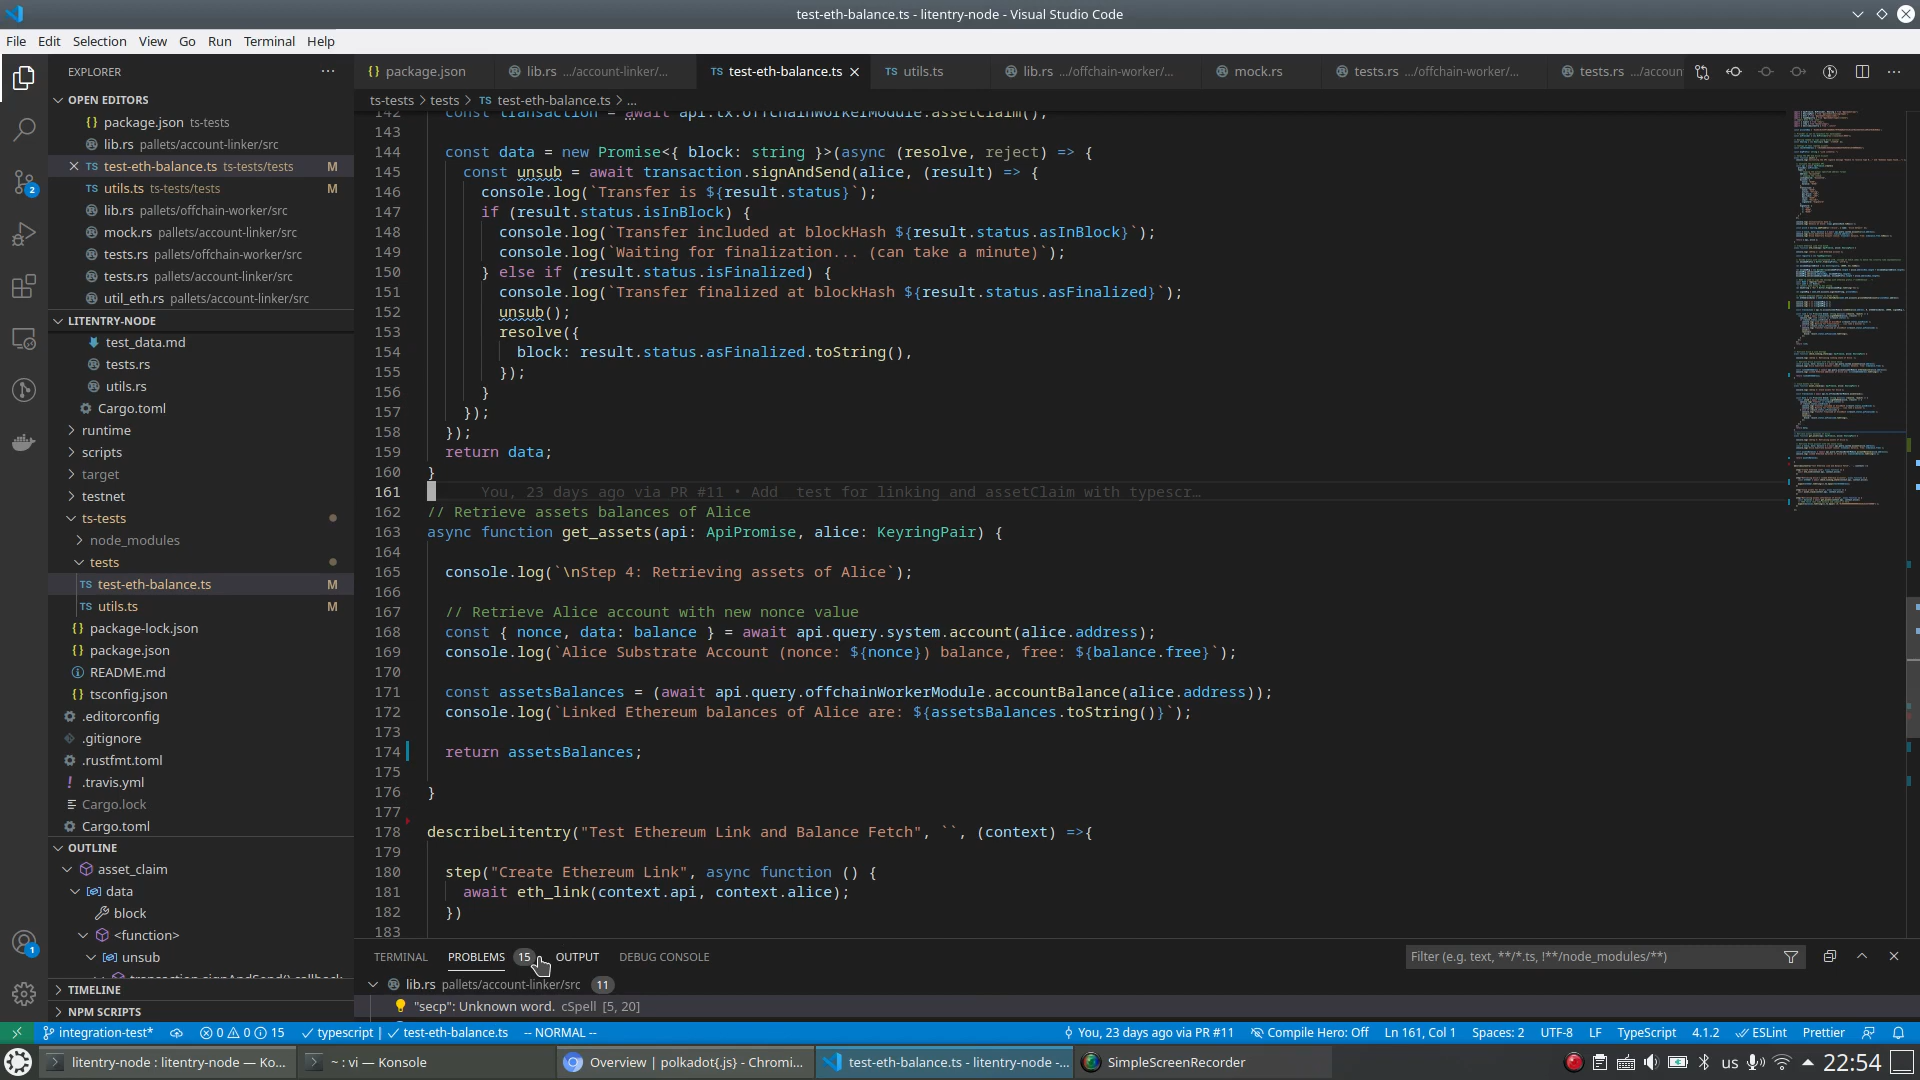 test-eth-balance.ts - litentry-node - Visual Studio Code
File Edit Selection View Go Run Terminal Help
EXPLORER
{} package.json
lib.rs .../account-linker/...
TS test-eth-balance.ts
TS utils.ts
lib.rs .../offchain-worker/...
mock.rs
tests.rs .../offchain-worker/...
tests.rs .../accoun
ts-tests > tests > TS test-eth-balance.ts > ...
OPEN EDITORS
{} package.json ts-tests
lib.rs pallets/account-linker/src
TS test-eth-balance.ts ts-tests/tests M
TS utils.ts ts-tests/tests M
lib.rs pallets/offchain-worker/src
mock.rs pallets/account-linker/src
tests.rs pallets/offchain-worker/src
tests.rs pallets/account-linker/src
util_eth.rs pallets/account-linker/src
2
LITENTRY-NODE
test_data.md
tests.rs
utils.rs
Cargo.toml
runtime
scripts
target
testnet
ts-tests
node_modules
tests
TS test-eth-balance.ts M
TS utils.ts M
{} package-lock.json
{} package.json
README.md
{} tsconfig.json
.editorconfig
.gitignore
.rustfmt.toml
! .travis.yml
Cargo.lock
Cargo.toml
OUTLINE
asset_claim
data
block
<function>
unsub
transaction.signAndSend() callback
TIMELINE
NPM SCRIPTS
1
142 const transaction = await api.tx.offchainWorkerModule.assetClaim();
143
144 const data = new Promise<{ block: string }>(async (resolve, reject) => {
145 const unsub = await transaction.signAndSend(alice, (result) => {
146 console.log(`Transfer is ${result.status}`);
147 if (result.status.isInBlock) {
148 console.log(`Transfer included at blockHash ${result.status.asInBlock}`);
149 console.log(`Waiting for finalization... (can take a minute)`);
150 } else if (result.status.isFinalized) {
151 console.log(`Transfer finalized at blockHash ${result.status.asFinalized}`);
152 unsub();
153 resolve({
154 block: result.status.asFinalized.toString(),
155 });
156 }
157 });
158 });
159 return data;
160 }
161 You, 23 days ago via PR #11 • Add  test for linking and assetClaim with typescr…
162 // Retrieve assets balances of Alice
163 async function get_assets(api: ApiPromise, alice: KeyringPair) {
164
165 console.log(`\nStep 4: Retrieving assets of Alice`);
166
167 // Retrieve Alice account with new nonce value
168 const { nonce, data: balance } = await api.query.system.account(alice.address);
169 console.log(`Alice Substrate Account (nonce: ${nonce}) balance, free: ${balance.free}`);
170
171 const assetsBalances = (await api.query.offchainWorkerModule.accountBalance(alice.address));
172 console.log(`Linked Ethereum balances of Alice are: ${assetsBalances.toString()}`);
173
174 return assetsBalances;
175
176 }
177
178 describeLitentry("Test Ethereum Link and Balance Fetch", ``, (context) =>{
179
180 step("Create Ethereum Link", async function () {
181 await eth_link(context.api, context.alice);
182 })
183
TERMINAL PROBLEMS 15 OUTPUT DEBUG CONSOLE
Filter (e.g. text, **/*.ts, !**/node_modules/**)
lib.rs pallets/account-linker/src 11
"secp": Unknown word. cSpell [5, 20]
integration-test* 0 0 15 typescript | test-eth-balance.ts -- NORMAL -- You, 23 days ago via PR #11 Compile Hero: Off Ln 161, Col 1 Spaces: 2 UTF-8 LF TypeScript 4.1.2 ESLint Prettier
litentry-node : litentry-node — Ko...
~ : vi — Konsole
Overview | polkadot{.js} - Chromi...
test-eth-balance.ts - litentry-node -...
SimpleScreenRecorder
us
22:54